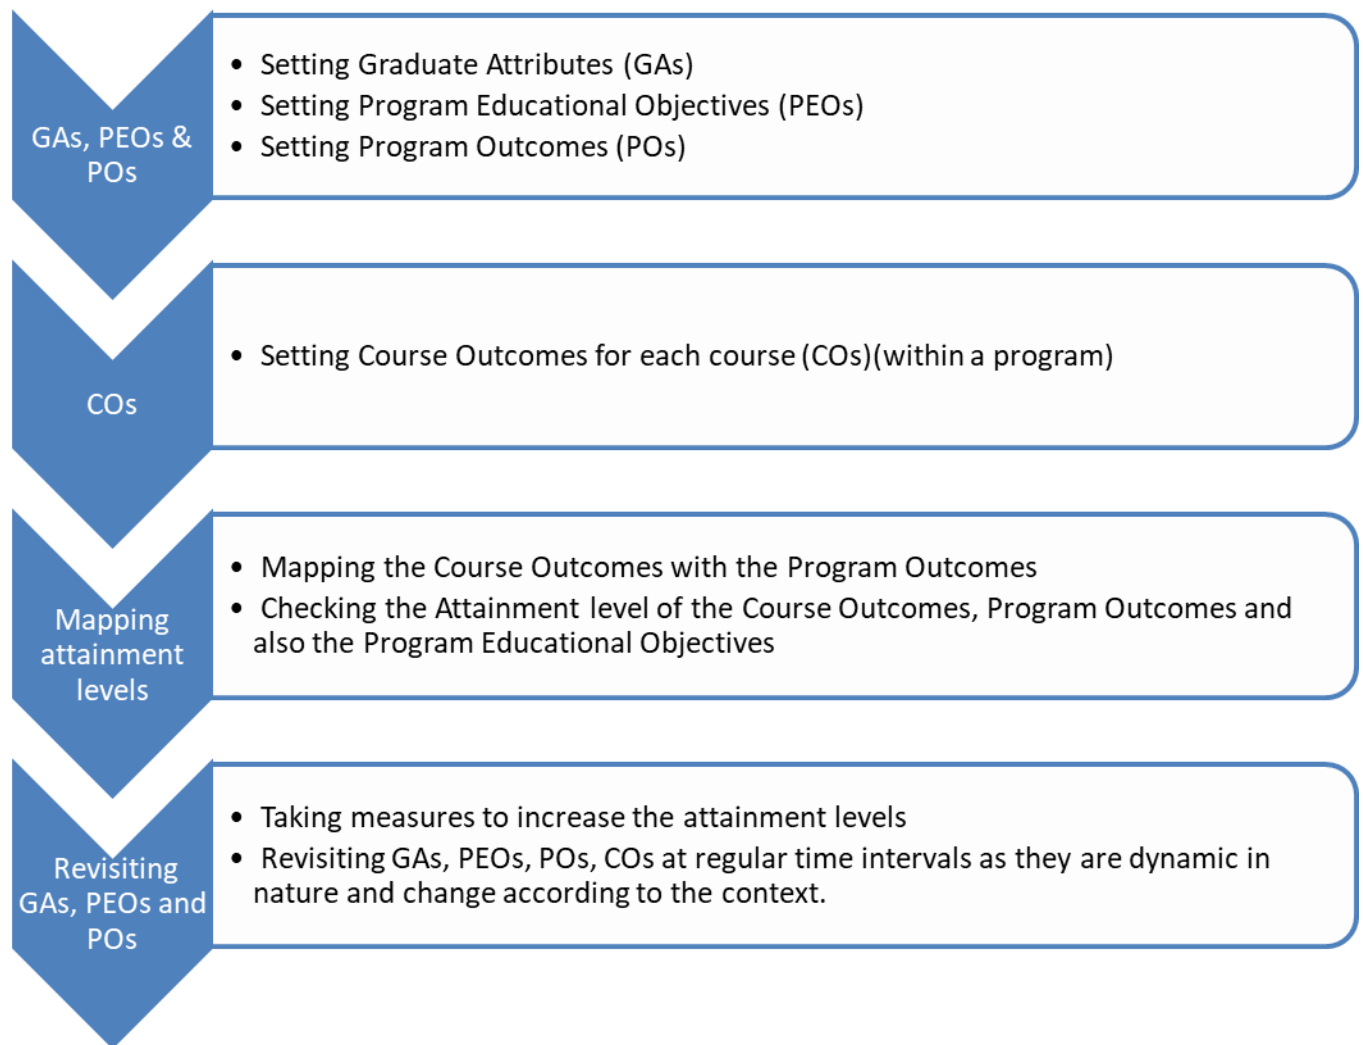 GAs, PEOs &
POs
• Setting Graduate Attributes (GAs)
• Setting Program Educational Objectives (PEOs)
• Setting Program Outcomes (POs)
COs
• Setting Course Outcomes for each course (COs)(within a program)
Mapping
attainment
levels
• Mapping the Course Outcomes with the Program Outcomes
• Checking the Attainment level of the Course Outcomes, Program Outcomes and
also the Program Educational Objectives
Revisiting
GAs, PEOs and
POs
• Taking measures to increase the attainment levels
• Revisiting GAs, PEOs, POs, COs at regular time intervals as they are dynamic in
nature and change according to the context.